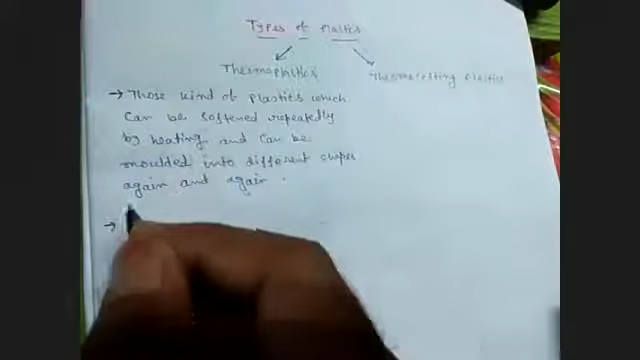 Types of Plastics
Thermoplastics
Thermosetting Plastics
→ Those kind of Plastics which
can be softened repeatedly
by heating and can be
moulded into different
again and again .
→